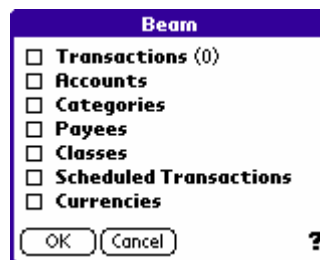 Beam
Transactions (0)
Accounts
Categories
Payees
Classes
Scheduled Transactions
Currencies
OK Cancel ?